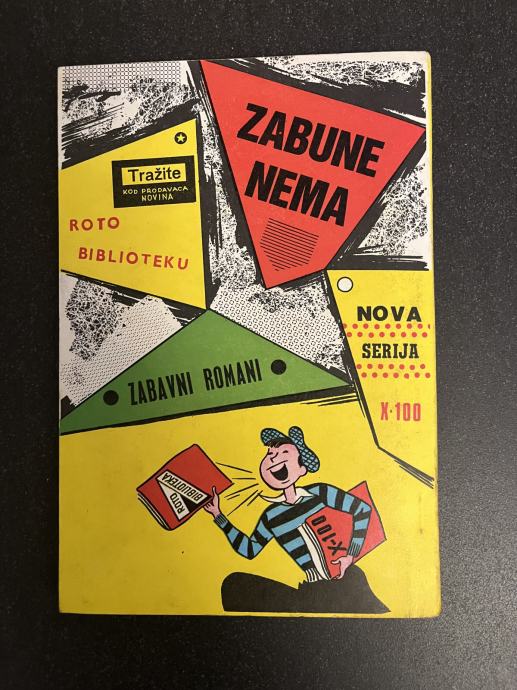 ZABUNE
NEMA
Tražite
KOD PRODAVACA
NOVINA
ROTO
BIBLIOTEKU
NOVA
SERIJA
X·100
ZABAVNI ROMANI
ROTO
BIBLIOTEKA
X-100